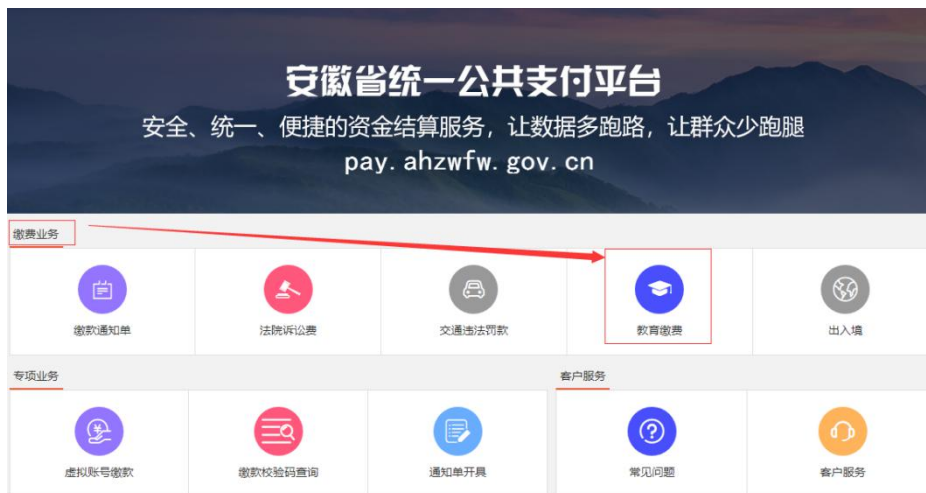 安徽省统一公共支付平台
安全、统一、便捷的资金结算服务，让数据多跑路，让群众少跑腿
pay.ahzwfw.gov.cn
缴费业务
缴款通知单
法院诉讼费
交通违法罚款
教育缴费
出入境
专项业务
客户服务
虚拟账号缴款
缴款校验码查询
通知单开具
常见问题
客户服务